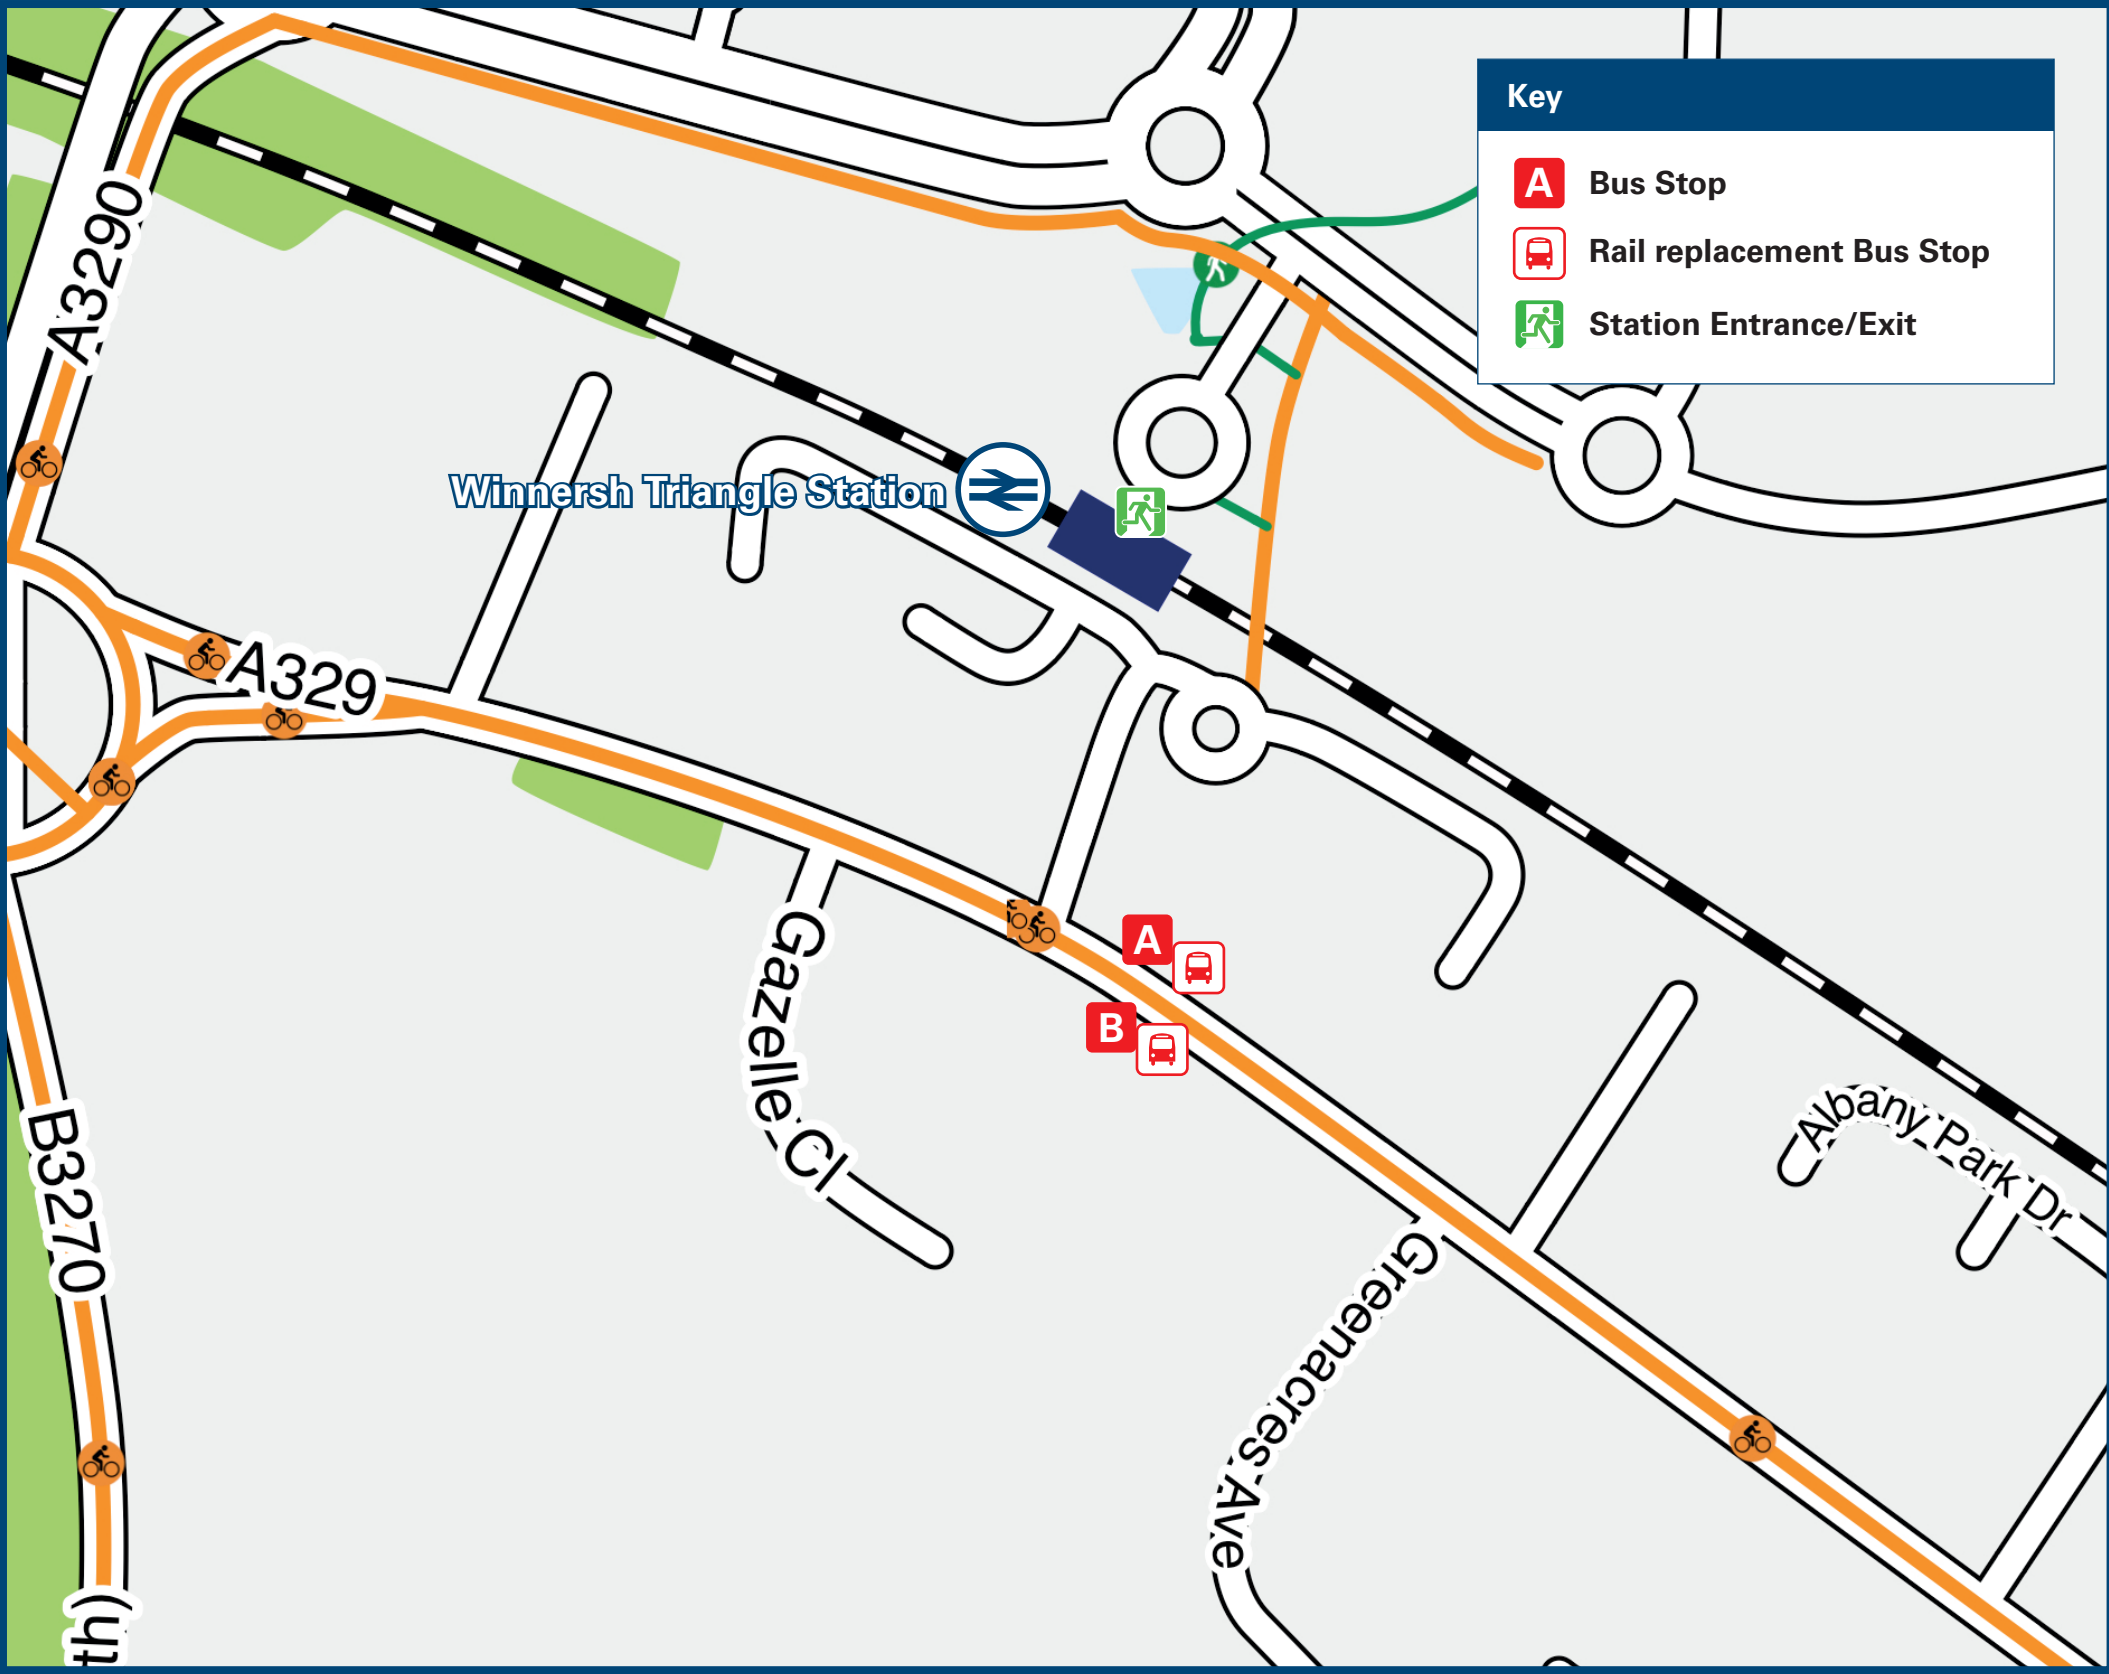 Key
A Bus Stop
Rail replacement Bus Stop
Station Entrance/Exit
A3290
Winnersh Triangle Station
A329
A
B
Gazelle Cl
B3270
Albany Park Dr
Greenacres Ave